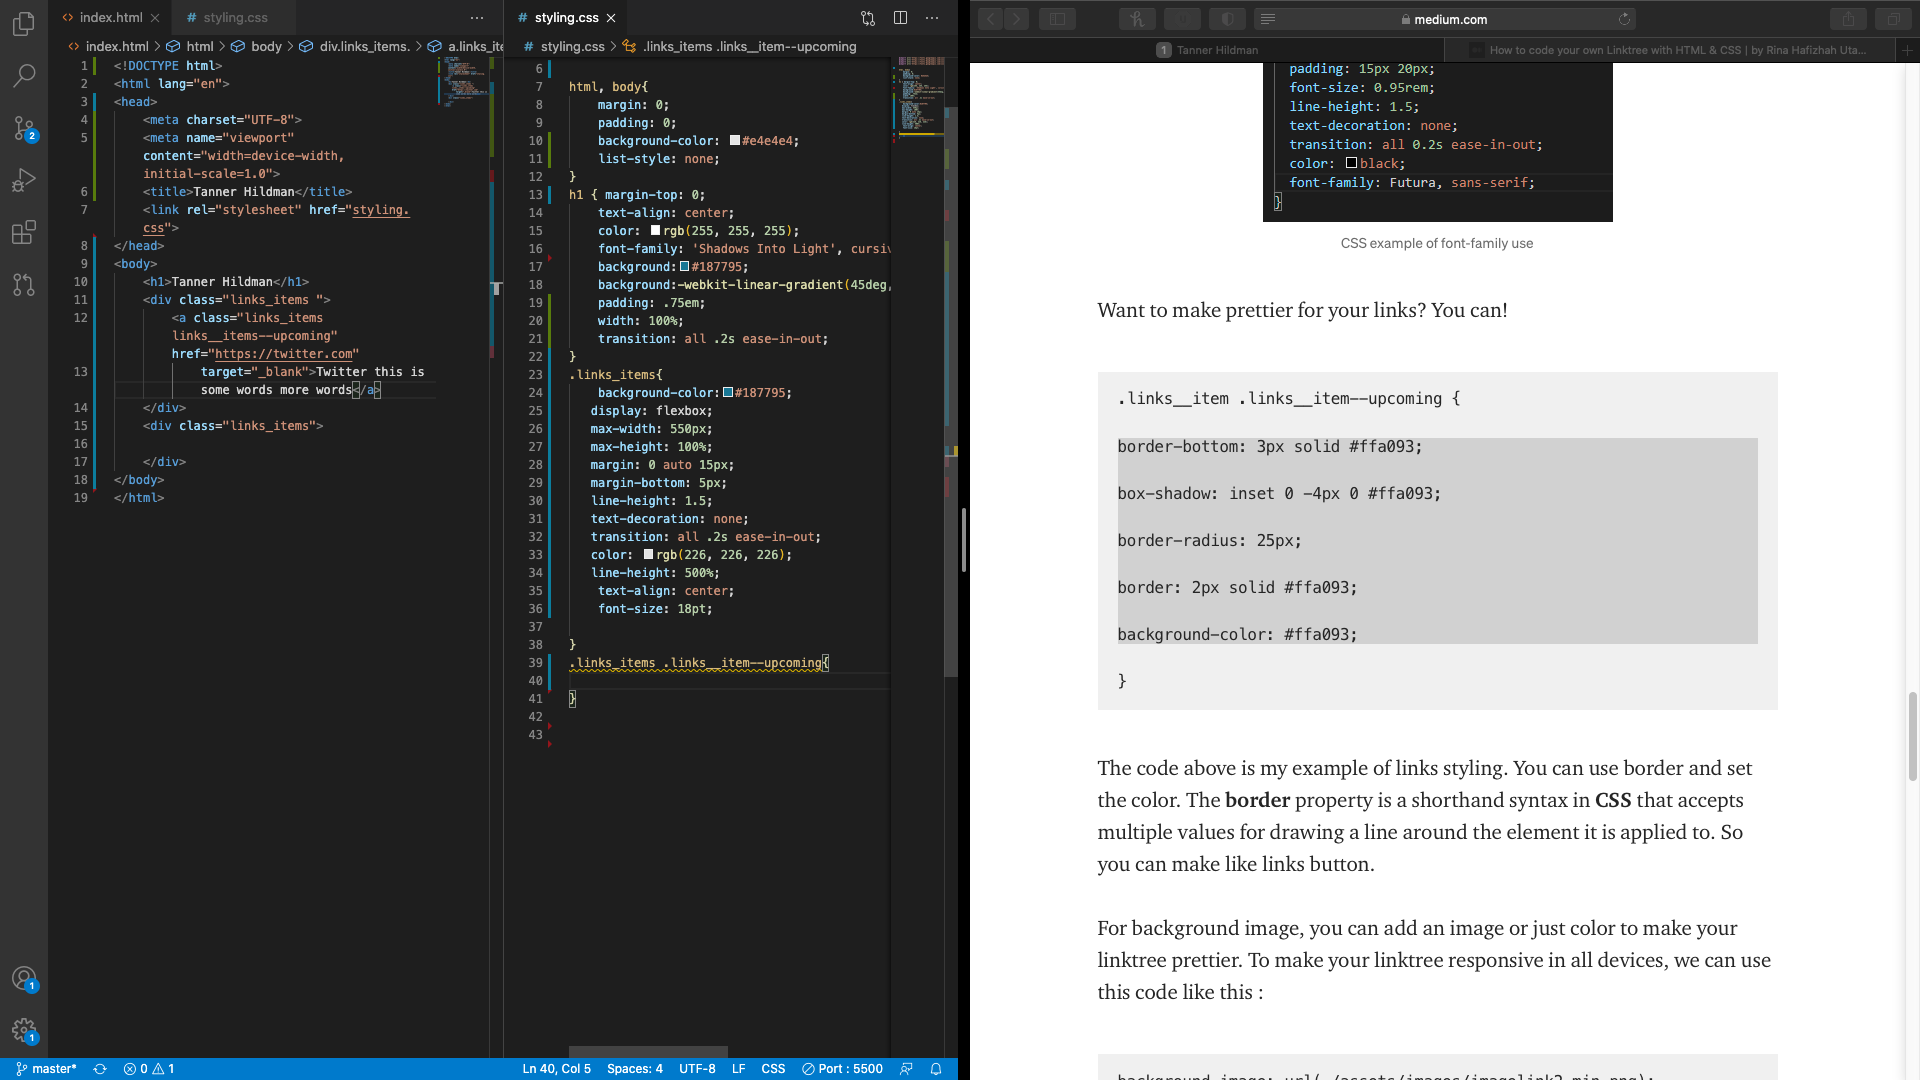 index.html
styling.css
styling.css
index.html > html > body > div.links_items. > a.links_ite
styling.css > .links_items .links__item--upcoming
1 <!DOCTYPE html>
2 <html lang="en">
3 <head>
4 <meta charset="UTF-8">
5 <meta name="viewport"
content="width=device-width,
initial-scale=1.0">
6 <title>Tanner Hildman</title>
7 <link rel="stylesheet" href="styling.
css">
8 </head>
9 <body>
10 <h1>Tanner Hildman</h1>
11 <div class="links_items ">
12 <a class="links_items
links__items--upcoming"
href="https://twitter.com"
13 target="_blank">Twitter this is
some words more words</a>
14 </div>
15 <div class="links_items">
16
17 </div>
18 </body>
19 </html>
6
7 html, body{
8 margin: 0;
9 padding: 0;
10 background-color: #e4e4e4;
11 list-style: none;
12 }
13 h1 { margin-top: 0;
14 text-align: center;
15 color: rgb(255, 255, 255);
16 font-family: 'Shadows Into Light', cursiv
17 background: #187795;
18 background:-webkit-linear-gradient(45deg,
19 padding: .75em;
20 width: 100%;
21 transition: all .2s ease-in-out;
22 }
23 .links_items{
24 background-color: #187795;
25 display: flexbox;
26 max-width: 550px;
27 max-height: 100%;
28 margin: 0 auto 15px;
29 margin-bottom: 5px;
30 line-height: 1.5;
31 text-decoration: none;
32 transition: all .2s ease-in-out;
33 color: rgb(226, 226, 226);
34 line-height: 500%;
35 text-align: center;
36 font-size: 18pt;
37
38 }
39 .links_items .links__item--upcoming{
40
41 }
42
43
2
1
1
master*
0 1
Ln 40, Col 5
Spaces: 4
UTF-8
LF
CSS
Port : 5500
medium.com
1 Tanner Hildman
How to code your own Linktree with HTML & CSS | by Rina Hafizhah Uta...
padding: 15px 20px;
font-size: 0.95rem;
line-height: 1.5;
text-decoration: none;
transition: all 0.2s ease-in-out;
color: black;
font-family: Futura, sans-serif;
}
CSS example of font-family use
Want to make prettier for your links? You can!
.links__item .links__item--upcoming {
border-bottom: 3px solid #ffa093;
box-shadow: inset 0 -4px 0 #ffa093;
border-radius: 25px;
border: 2px solid #ffa093;
background-color: #ffa093;
}
The code above is my example of links styling. You can use border and set
the color. The border property is a shorthand syntax in CSS that accepts
multiple values for drawing a line around the element it is applied to. So
you can make like links button.
For background image, you can add an image or just color to make your
linktree prettier. To make your linktree responsive in all devices, we can use
this code like this :